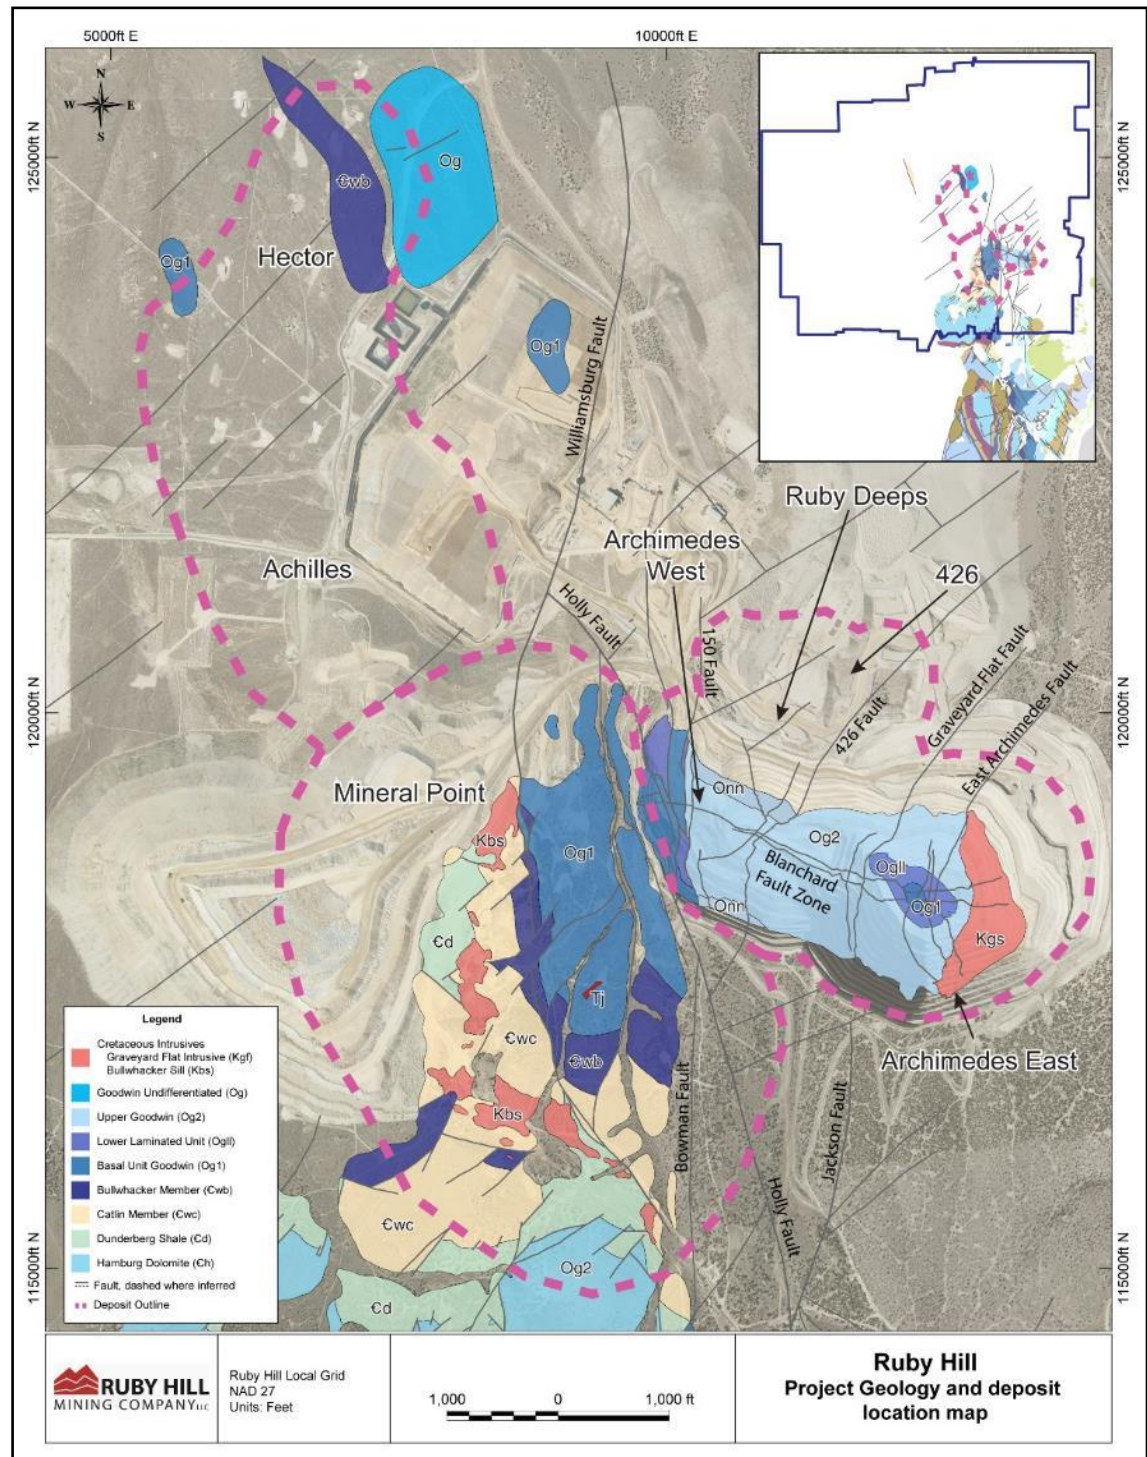 5000ft E
10000ft E
N
W
E
S
125000ft N
125000ft N
Og
Єwb
Hector
Og1
Og1
Williamsburg Fault
Ruby Deeps
Archimedes
West
426
Achilles
Holly Fault
150 Fault
426 Fault
Graveyard Flat Fault
East Archimedes Fault
120000ft N
120000ft N
Mineral Point
Onn
Kbs
Og1
Og2
Blanchard
Fault Zone
Ogll
Og1
Onn
Kgs
Єd
Tj
Єwc
Єwb
Archimedes East
Kbs
Bowman Fault
Jackson Fault
Holly Fault
Єwc
Og2
Єd
115000ft N
115000ft N
Legend
Cretaceous Intrusives
Graveyard Flat Intrusive (Kgf)
Bullwhacker Sill (Kbs)
Goodwin Undifferentiated (Og)
Upper Goodwin (Og2)
Lower Laminated Unit (Ogll)
Basal Unit Goodwin (Og1)
Bullwhacker Member (Єwb)
Catlin Member (Єwc)
Dunderberg Shale (Єd)
Hamburg Dolomite (Єh)
Fault, dashed where inferred
Deposit Outline
RUBY HILL
MINING COMPANY LLC
Ruby Hill Local Grid
NAD 27
Units: Feet
1,000 0 1,000 ft
Ruby Hill
Project Geology and deposit
location map